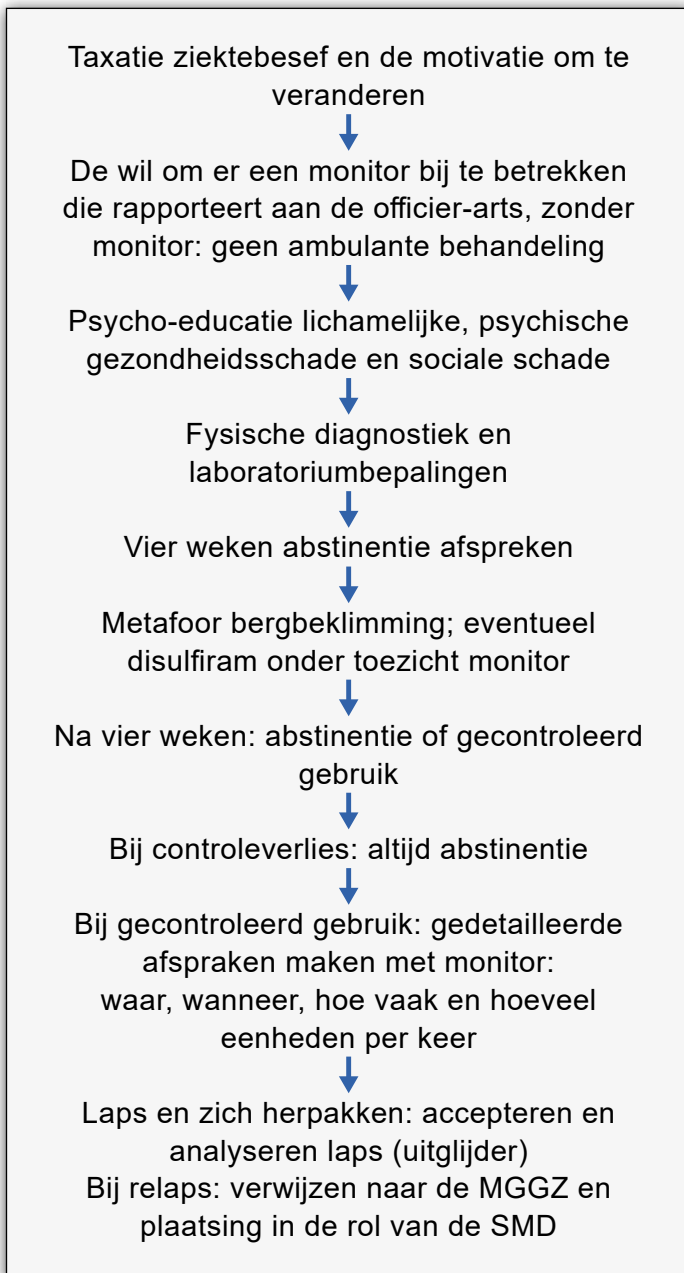 Taxatie ziektebesef en de motivatie om te
veranderen
De wil om er een monitor bij te betrekken
die rapporteert aan de officier-arts, zonder
monitor: geen ambulante behandeling
Psycho-educatie lichamelijke, psychische
gezondheidsschade en sociale schade
Fysische diagnostiek en
laboratoriumbepalingen
Vier weken abstinentie afspreken
Metafoor bergbeklimming; eventueel
disulfiram onder toezicht monitor
Na vier weken: abstinentie of gecontroleerd
gebruik
Bij controleverlies: altijd abstinentie
Bij gecontroleerd gebruik: gedetailleerde
afspraken maken met monitor:
waar, wanneer, hoe vaak en hoeveel
eenheden per keer
Laps en zich herpakken: accepteren en
analyseren laps (uitglijder)
Bij relaps: verwijzen naar de MGGZ en
plaatsing in de rol van de SMD